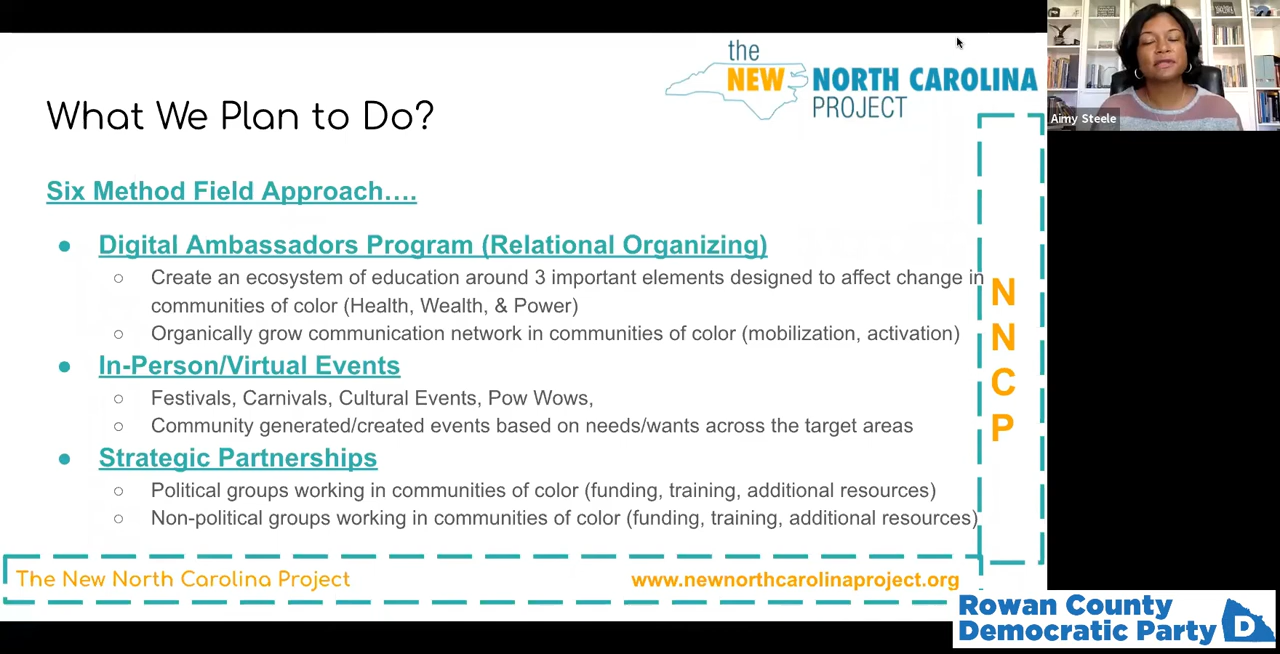 the
NEW NORTH CAROLINA
PROJECT
What We Plan to Do?
Aimy Steele
Six Method Field Approach....
● Digital Ambassadors Program (Relational Organizing)
○ Create an ecosystem of education around 3 important elements designed to affect change in
communities of color (Health, Wealth, & Power)
○ Organically grow communication network in communities of color (mobilization, activation)
● In-Person/Virtual Events
○ Festivals, Carnivals, Cultural Events, Pow Wows,
○ Community generated/created events based on needs/wants across the target areas
● Strategic Partnerships
○ Political groups working in communities of color (funding, training, additional resources)
○ Non-political groups working in communities of color (funding, training, additional resources)
N
N
C
P
The New North Carolina Project
www.newnorthcarolinaproject.org
Rowan County
Democratic Party
D